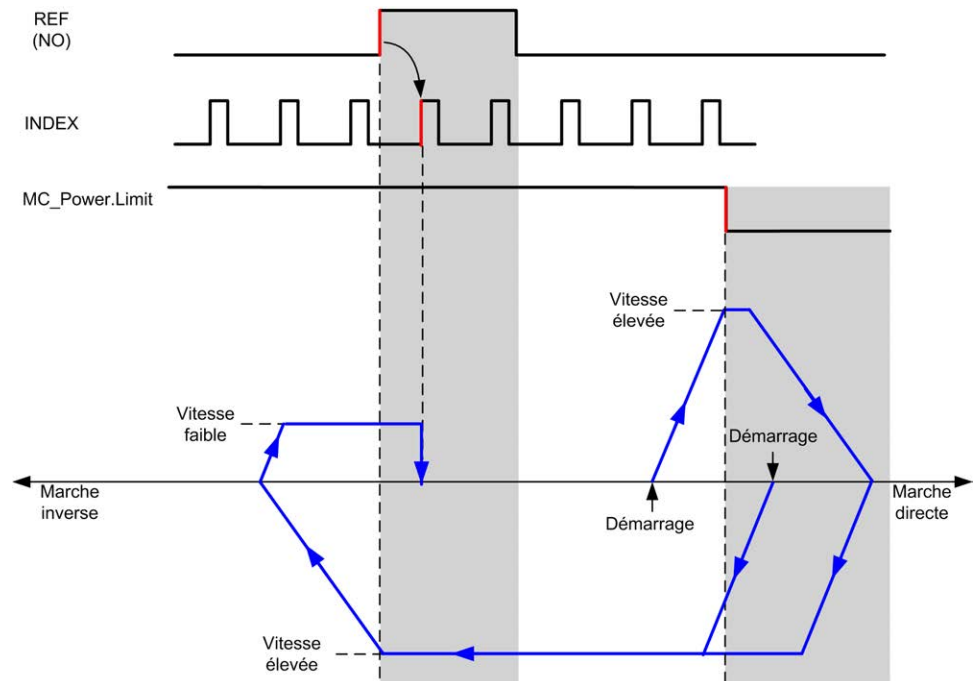 REF
(NO)
INDEX
MC_Power.Limit
Vitesse
élevée
Vitesse
faible
Démarrage
Marche
inverse
Démarrage
Marche
directe
Vitesse
élevée